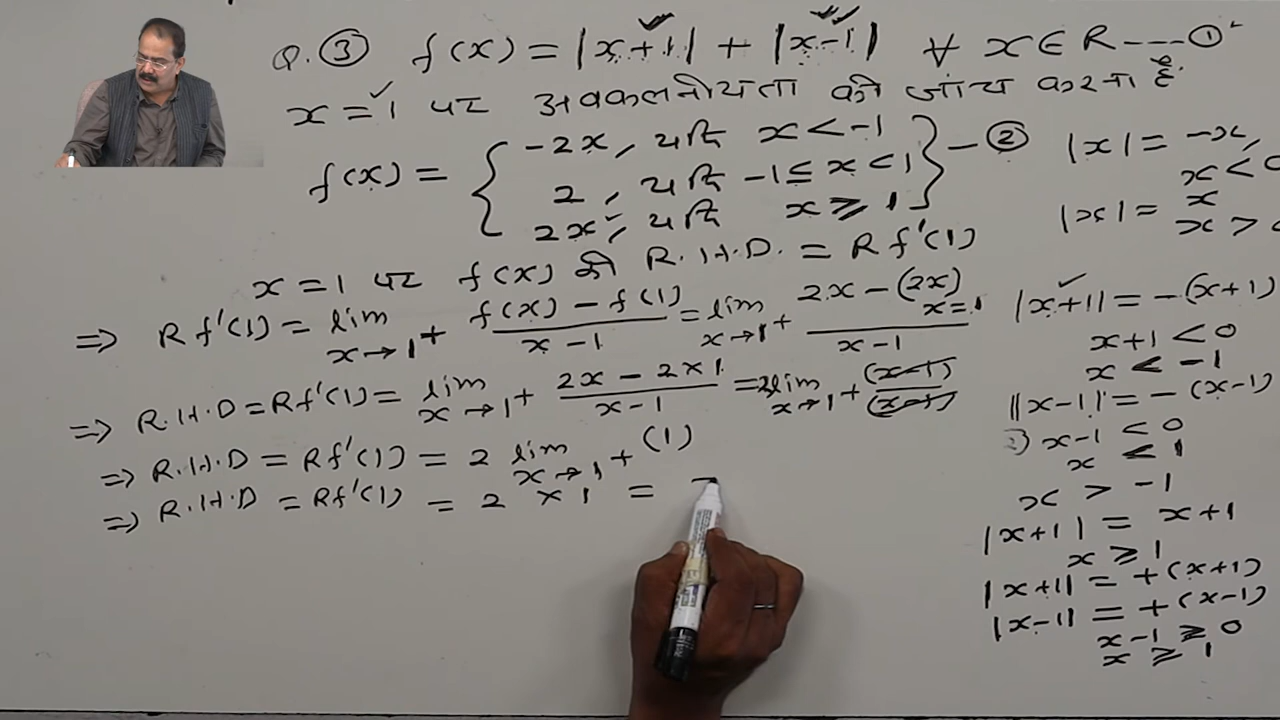 Q. ③ f(x) = |x+1| + |x-1| ∀ x ∈ R ---- ①
x = 1 पर अवकलनीयता की जांच करना है.
f(x) = { -2x, यदि x < -1
2, यदि -1 ≤ x < 1
2x, यदि x ≥ 1 } - ②
x = 1 पर f(x) की R.H.D. = Rf'(1)
⇒ Rf'(1) = lim x→1+ f(x) - f(1) / x-1 = lim x→1+ 2x - (2x) x=1 / x-1
⇒ R.H.D = Rf'(1) = lim x→1+ 2x - 2×1 / x-1 = 2 lim x→1+ (x-1) / (x-1)
⇒ R.H.D = Rf'(1) = 2 lim x→1+ (1)
⇒ R.H.D = Rf'(1) = 2 × 1 =
|x| = -x,
x < 0
|x| = x
x >
|x+1| = -(x+1)
x+1 < 0
x < -1
|x-1| = -(x-1)
x-1 < 0
x < 1
x > -1
|x+1| = x+1
x ≥ 1
|x+1| = +(x+1)
|x-1| = +(x-1)
x-1 ≥ 0
x ≥ 1